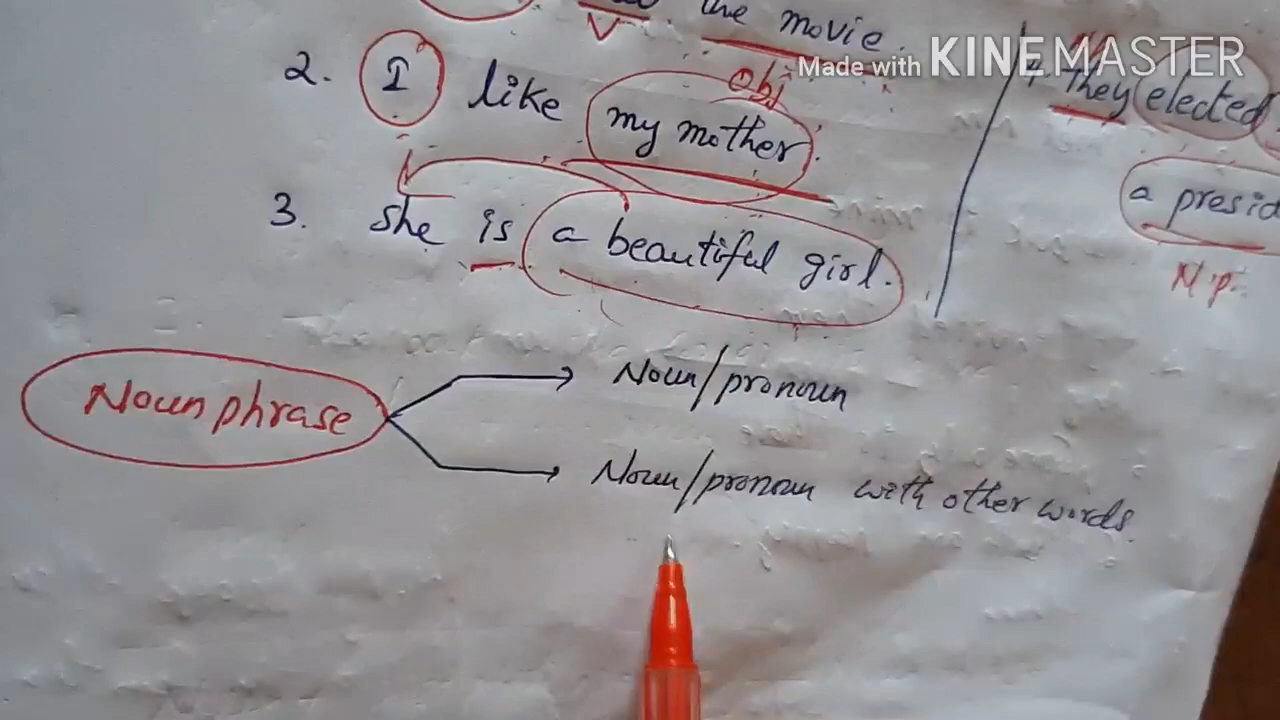 the movie.
Made with KINEMASTER
2. I like my mother.
obj
3. she is a beautiful girl.
V
4. They elected
a presid
N.p.
Noun phrase
Noun/pronoun
Noun/pronoun with other words.